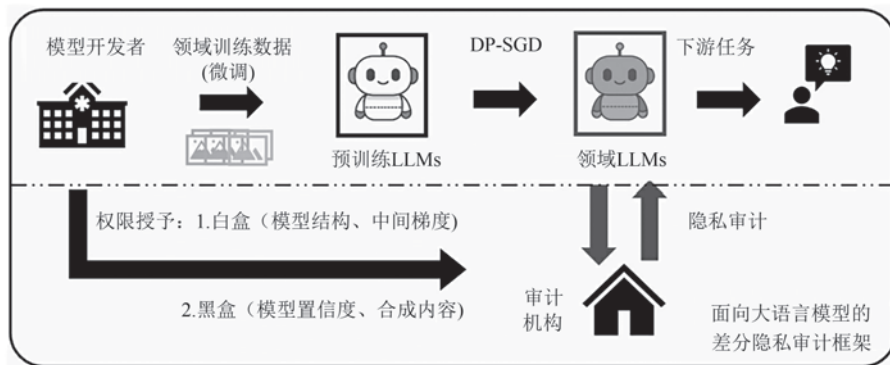 模型开发者
领域训练数据
(微调)
DP-SGD
下游任务
预训练LLMs
领域LLMs
权限授予：1.白盒（模型结构、中间梯度)
隐私审计
2.黑盒（模型置信度、合成内容)
审计
机构
面向大语言模型的
差分隐私审计框架